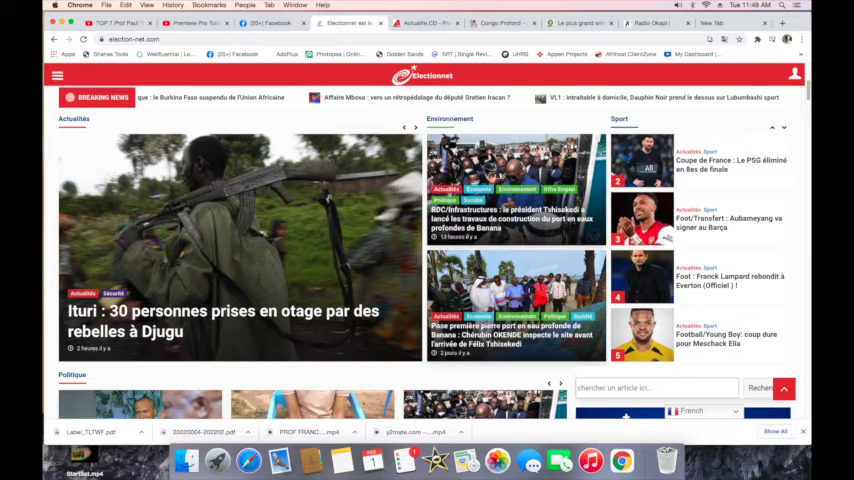 Chrome File Edit View History Bookmarks People Tab Window Help
Tue 11:48 AM
TOP 7 Prof Paul T
Premiere Pro Tuto
(20+) Facebook
Electionnet est le
Actualite.CD - Pre
Congo Profond -
Le plus grand site
Radio Okapi |
New Tab
election-net.com
Apps Shanes Tools Webfluential | Lo... (20+) Facebook AdsPlus Photopea | Onlin... Golden Sands SRT | Single Revi... UHRS Appen Projects Afrihost ClientZone My Dashboard |...
Electionnet
BREAKING NEWS
que : le Burkina Faso suspendu de l'Union Africaine
Affaire Mboso : vers un rétropédalage du député Gratien Iracan ?
VL1 : Intraitable à domicile, Dauphin Noir prend le dessus sur Lubumbashi sport
Actualités
Actualités Sécurité
Ituri : 30 personnes prises en otage par des
rebelles à Djugu
2 heures il y a
Environnement
Actualités Economie Environnement Offre Emploi
Politique Société
RDC/Infrastructures : le président Tshisekedi a
lancé les travaux de construction du port en eaux
profondes de Banana
13 heures il y a
Actualités Economie Environnement Politique Société
Pose première pierre port en eau profonde de
Banana : Chérubin OKENDE inspecte le site avant
l'arrivée de Félix Tshisekedi
2 jours il y a
Sport
2
Actualités Sport
Coupe de France : Le PSG éliminé
en 8es de finale
3
Actualités Sport
Foot/Transfert : Aubameyang va
signer au Barça
4
Actualités Sport
Foot : Franck Lampard rebondit à
Everton (Officiel ) !
5
Actualités Sport
Football/Young Boy: coup dure
pour Meschack Elia
Politique
chercher un article ici...
Recher
French
Label_TLTWF.pdf
20020004-202202.pdf
PROF FRANC....mp4
y2mate.com -....mp4
Show All
FEB
1
1
StartBat.mp4